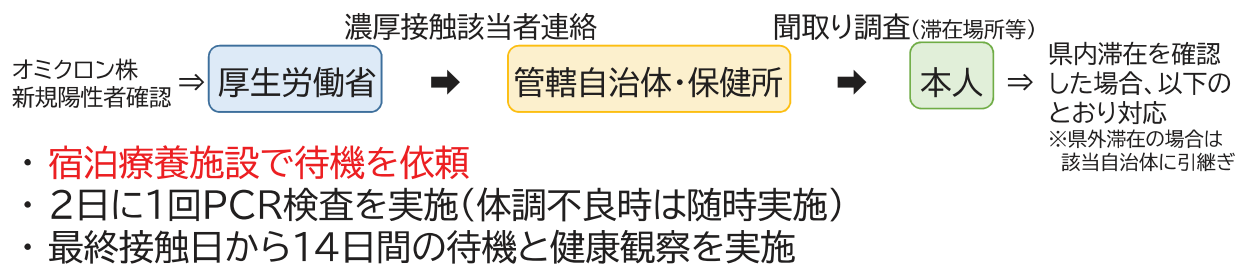 濃厚接触該当者連絡
聞取り調査(滞在場所等)
オミクロン株
新規陽性者確認
⇒
厚生労働省
➡
管轄自治体・保健所
➡
本人
⇒
県内滞在を確認
した場合、以下の
とおり対応
※県外滞在の場合は
該当自治体に引継ぎ
・ 宿泊療養施設で待機を依頼
・ 2日に1回PCR検査を実施(体調不良時は随時実施)
・ 最終接触日から14日間の待機と健康観察を実施